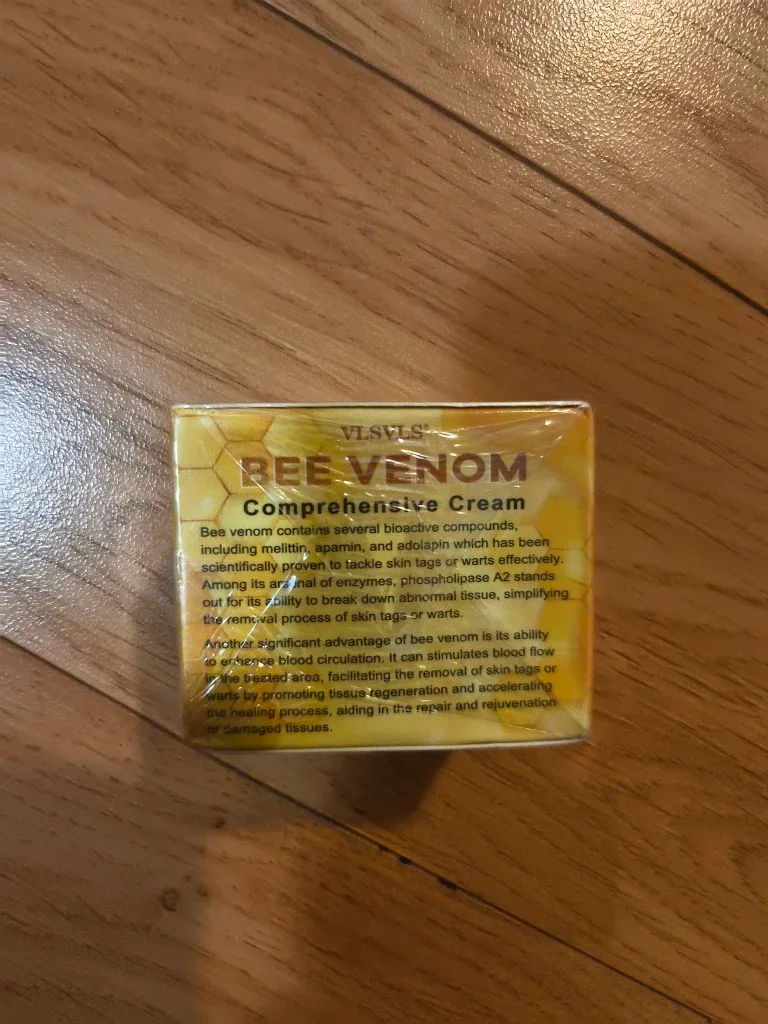 VLSVLS®
BEE VENOM
Comprehensive Cream
Bee venom contains several bioactive compounds,
including melittin, apamin, and adolapin which has been
scientifically proven to tackle skin tags or warts effectively.
Among its arsenal of enzymes, phospholipase A2 stands
out for its ability to break down abnormal tissue, simplifying
the removal process of skin tags or warts.
Another significant advantage of bee venom is its ability
to enhance blood circulation. It can stimulates blood flow
in the treated area, facilitating the removal of skin tags or
warts by promoting tissue regeneration and accelerating
the healing process, aiding in the repair and rejuvenation
of damaged tissues.